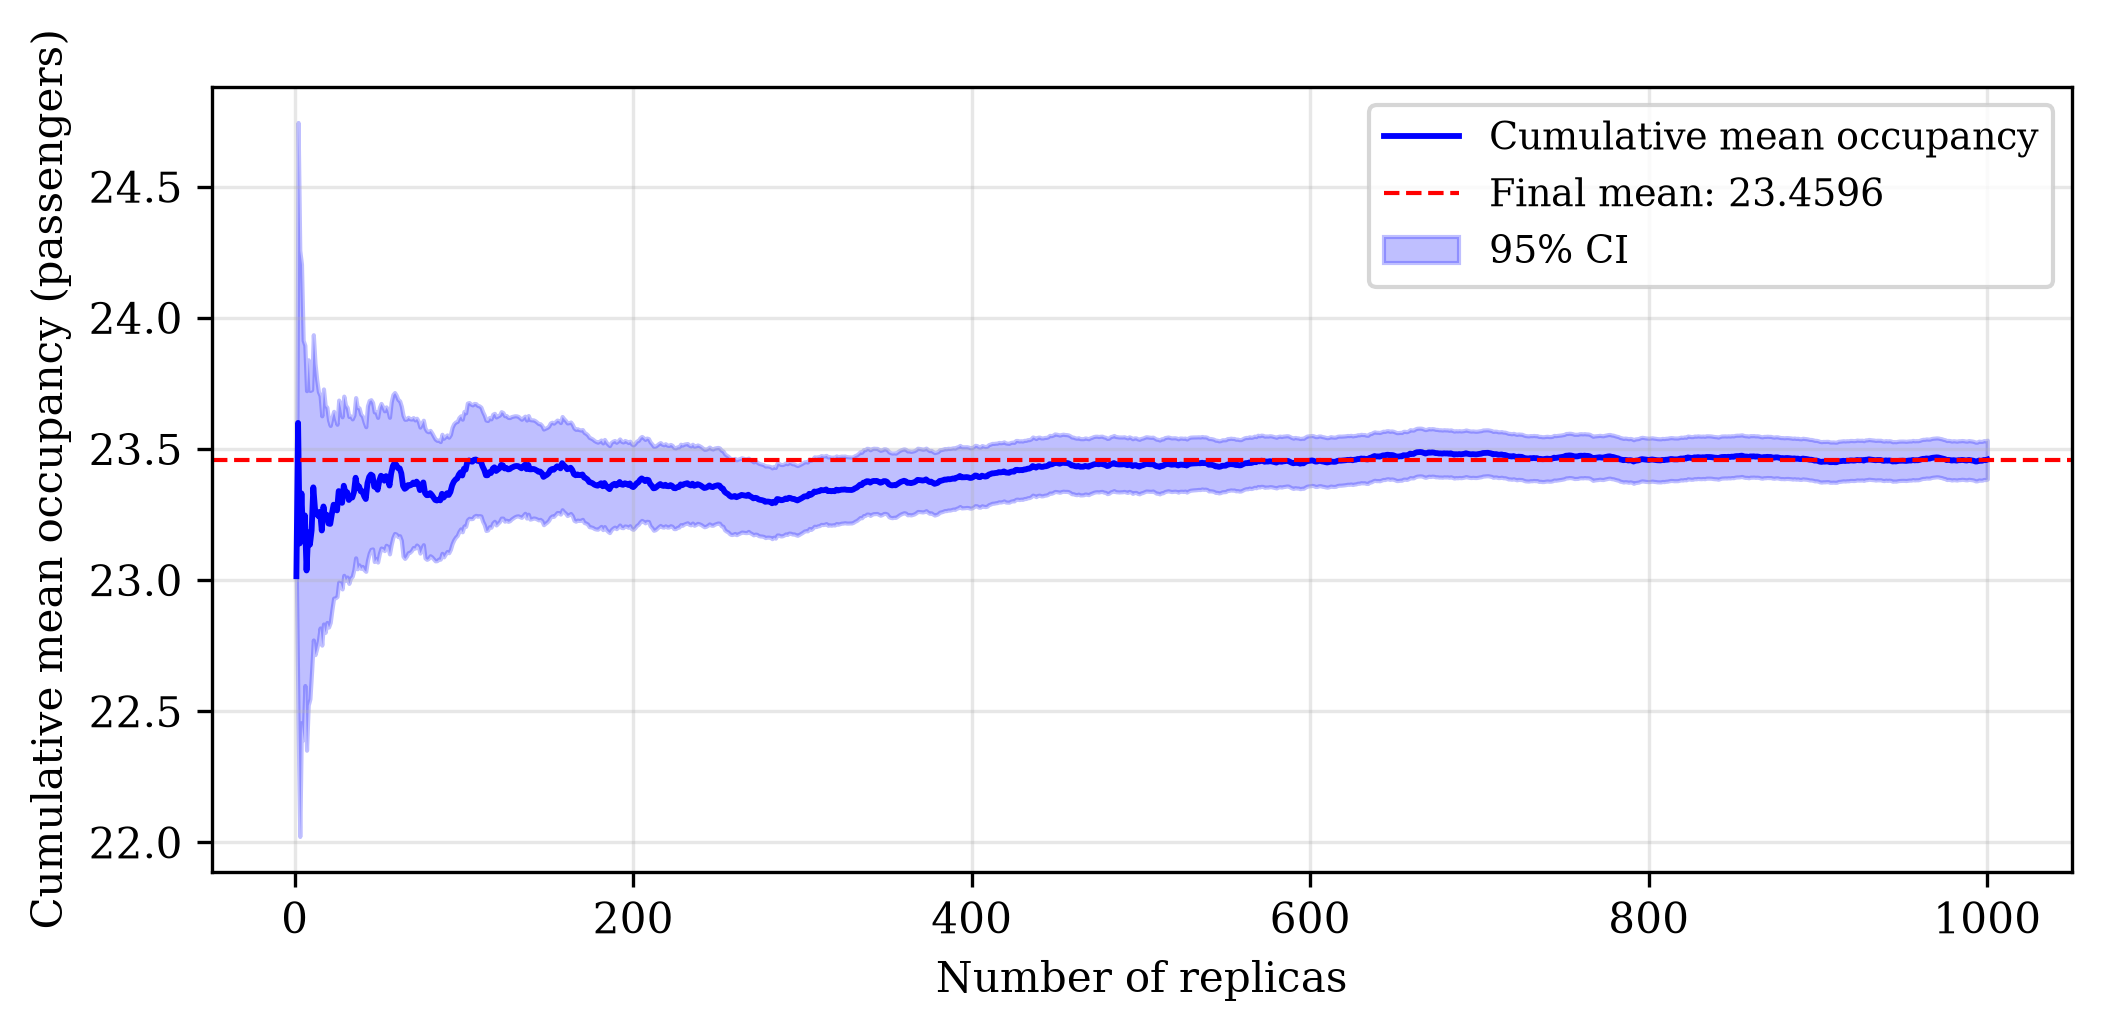 Cumulative mean occupancy (passengers)
24.5
24.0
23.5
23.0
22.5
22.0
Cumulative mean occupancy
Final mean: 23.4596
95% CI
0 200 400 600 800 1000
Number of replicas